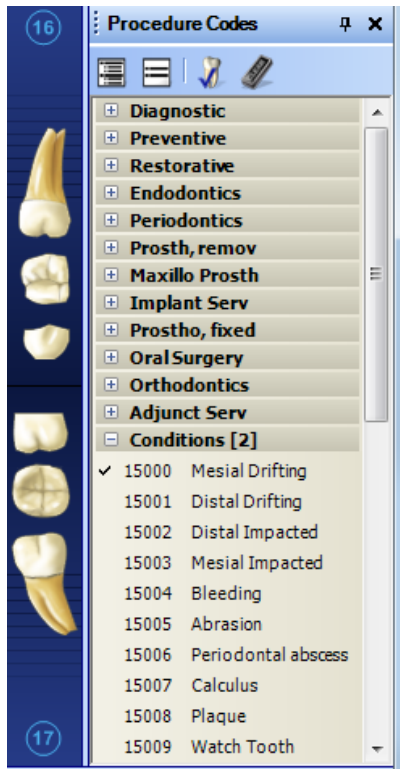 16
Procedure Codes
Diagnostic
Preventive
Restorative
Endodontics
Periodontics
Prosth, remov
Maxillo Prosth
Implant Serv
Prostho, fixed
Oral Surgery
Orthodontics
Adjunct Serv
Conditions [2]
15000 Mesial Drifting
15001 Distal Drifting
15002 Distal Impacted
15003 Mesial Impacted
15004 Bleeding
15005 Abrasion
15006 Periodontal abscess
15007 Calculus
15008 Plaque
15009 Watch Tooth
17